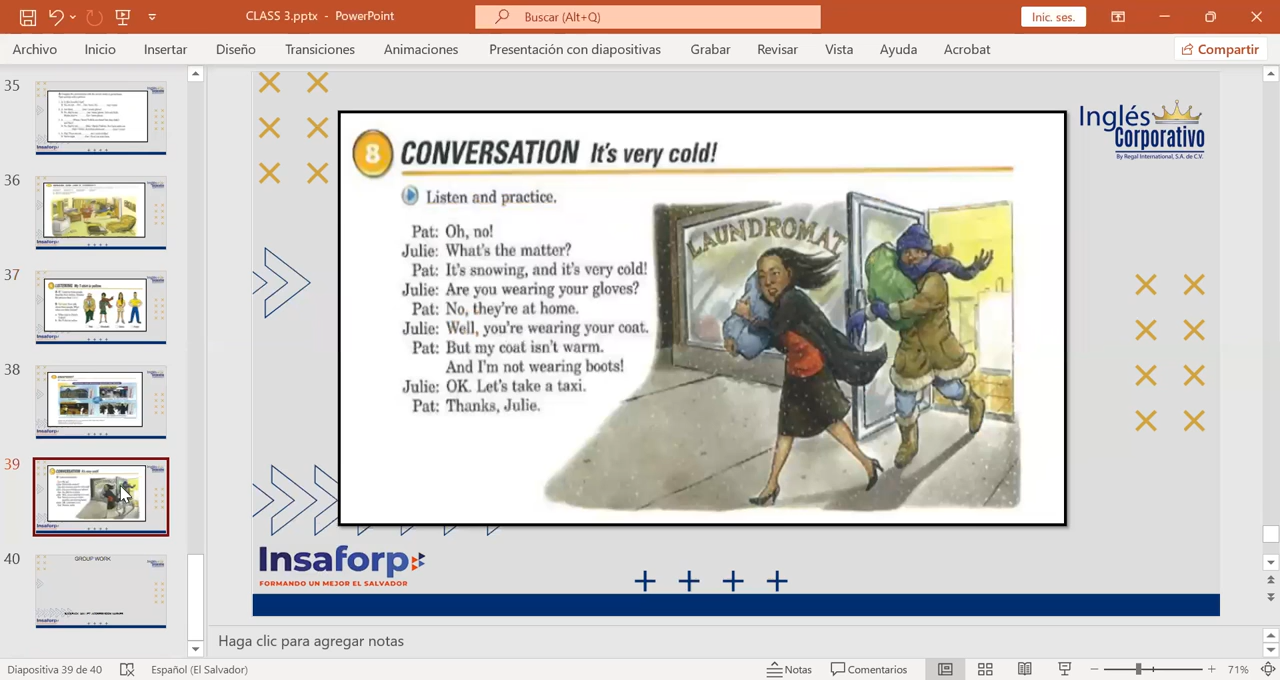 CLASS 3.pptx - PowerPoint
Buscar (Alt+Q)
Inic. ses.
Archivo Inicio Insertar Diseño Transiciones Animaciones Presentación con diapositivas Grabar Revisar Vista Ayuda Acrobat Compartir
35
36
37
38
39
40
GROUP WORK
Inglés
Corporativo
By Regal International, S.A. de C.V.
8 CONVERSATION It's very cold!
Listen and practice.
Pat: Oh, no!
Julie: What's the matter?
Pat: It's snowing, and it's very cold!
Julie: Are you wearing your gloves?
Pat: No, they're at home.
Julie: Well, you're wearing your coat.
Pat: But my coat isn't warm.
And I'm not wearing boots!
Julie: OK. Let's take a taxi.
Pat: Thanks, Julie.
LAUNDROMAT
Insaforp
FORMANDO UN MEJOR EL SALVADOR
Haga clic para agregar notas
Diapositiva 39 de 40 Español (El Salvador) Notas Comentarios 71%